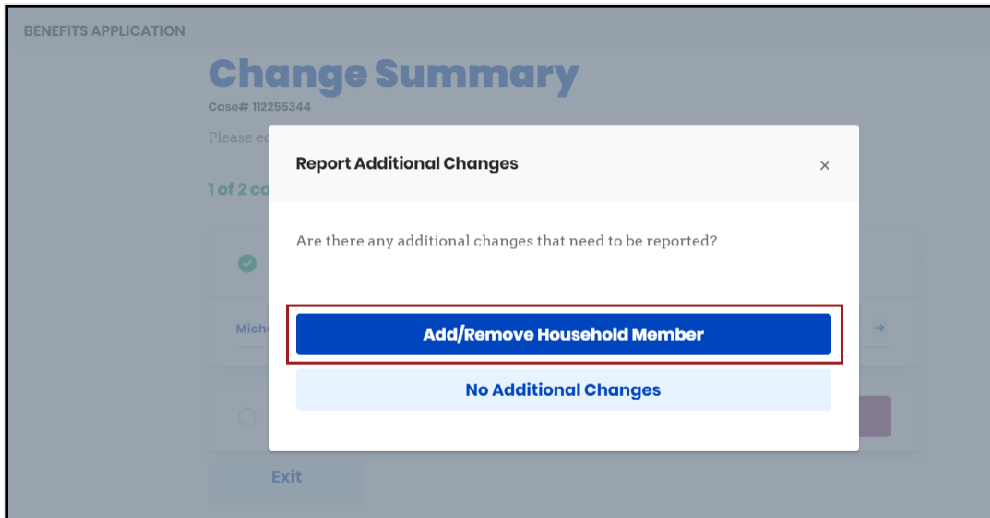 BENEFITS APPLICATION
Change Summary
Case# 112255344
Please
Report Additional Changes
×
1 of 2
Are there any additional changes that need to be reported?
Add/Remove Household Member
No Additional Changes
Exit